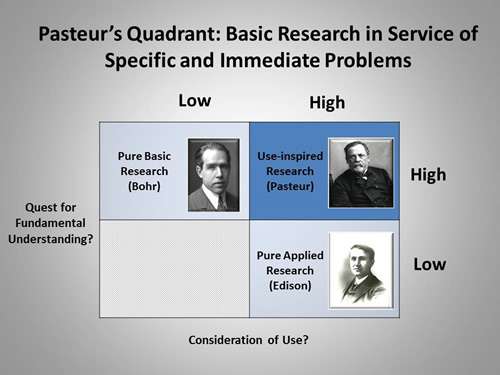 Pasteur's Quadrant: Basic Research in Service of
Specific and Immediate Problems
Low
High
Pure Basic
Research
(Bohr)
Use-inspired
Research
(Pasteur)
High
Quest for
Fundamental
Understanding?
Pure Applied
Research
(Edison)
Low
Consideration of Use?